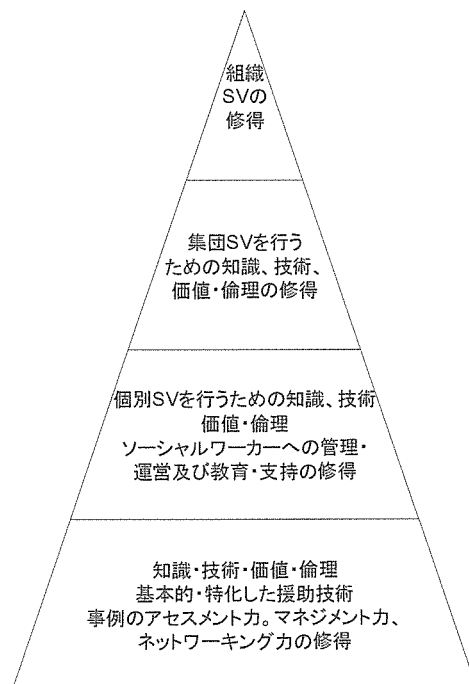 組織
SVの
修得
集団SVを行う
ための知識、技術、
価値・倫理の修得
個別SVを行うための知識、技術
価値・倫理
ソーシャルワーカーへの管理・
運営及び教育・支持の修得
知識・技術・価値・倫理
基本的・特化した援助技術
事例のアセスメント力。マネジメント力、
ネットワーキング力の修得